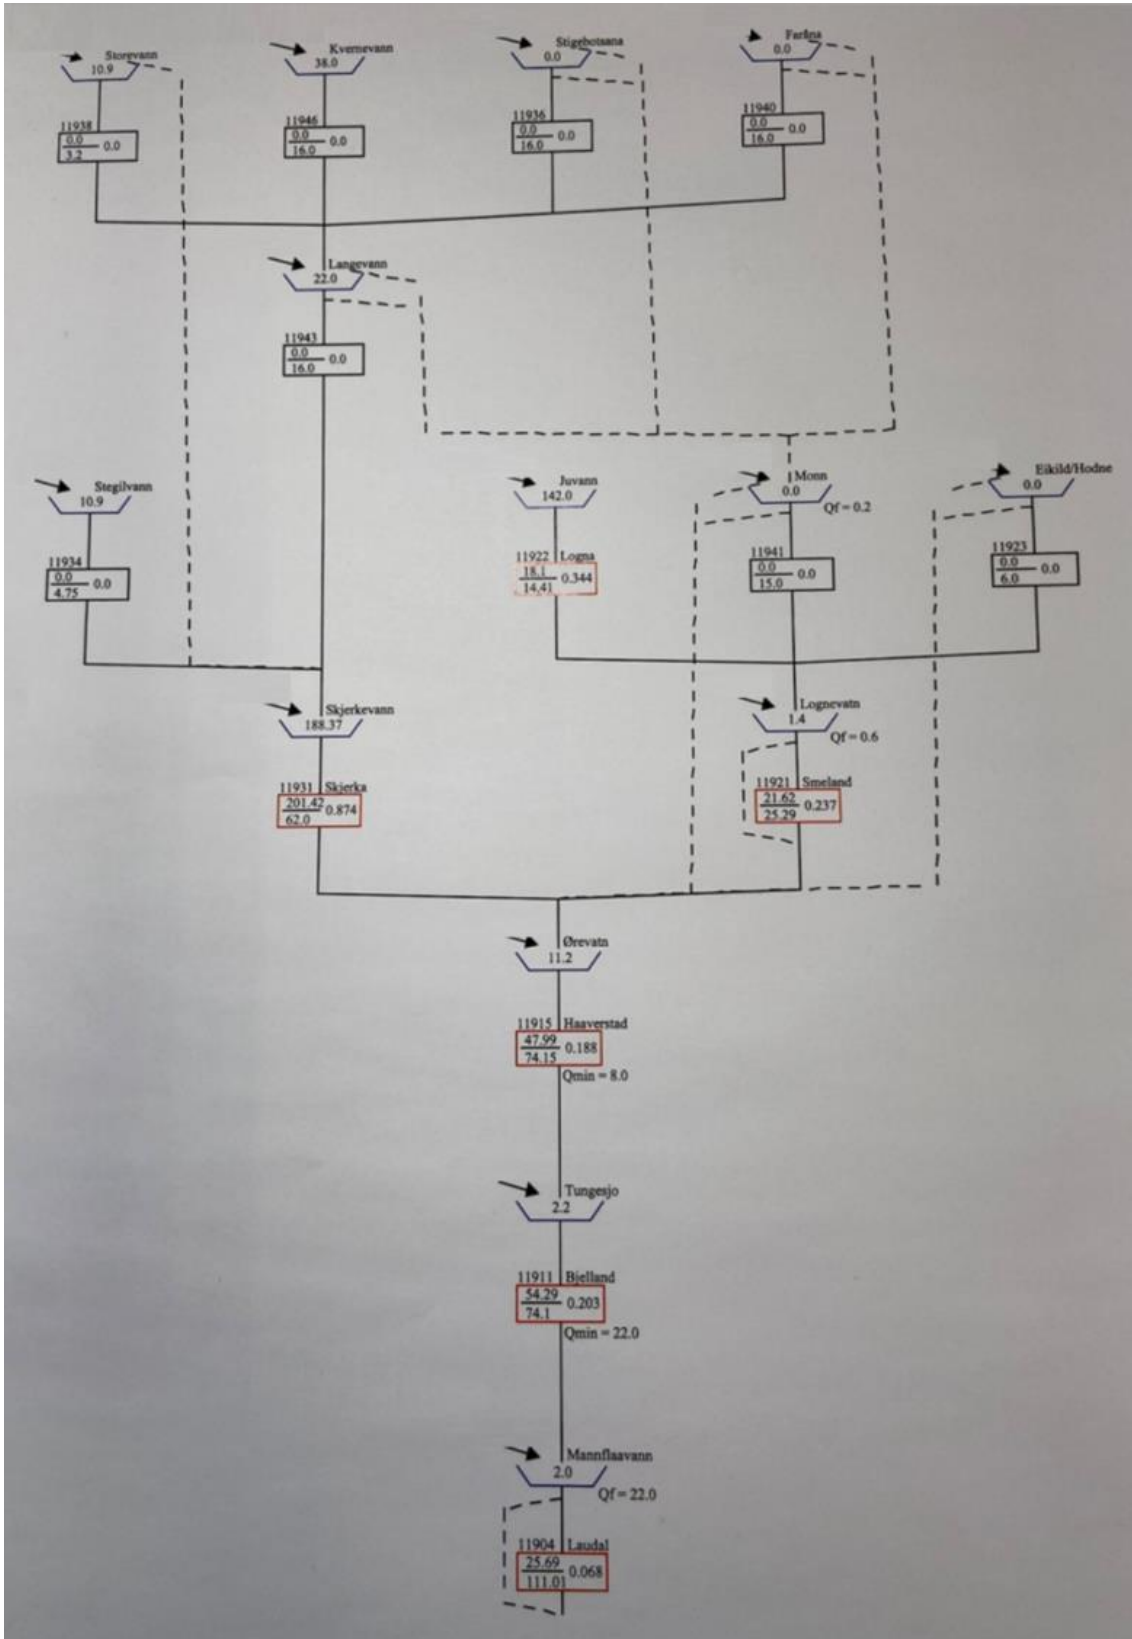 Storevann
10.9
Kvernevann
38.0
Stigebotsana
0.0
Faråna
0.0
11938
0.0
3.2
0.0
11946
0.0
16.0
0.0
11936
0.0
16.0
0.0
11940
0.0
16.0
0.0
Langevann
22.0
11943
0.0
16.0
0.0
Stegilvann
10.9
Juvann
142.0
Monn
0.0
Qf = 0.2
Eikild/Hodne
0.0
11934
0.0
4.75
0.0
11922 Logna
18.1
14.41
0.344
11941
0.0
15.0
0.0
11923
0.0
6.0
0.0
Skjerkevann
188.37
Lognevatn
1.4
Qf = 0.6
11931 Skjerka
201.42
62.0
0.874
11921 Smeland
21.62
25.29
0.237
Ørevatn
11.2
11915 Haaverstad
47.99
74.15
0.188
Qmin = 8.0
Tungesjo
2.2
11911 Bjelland
54.29
74.1
0.203
Qmin = 22.0
Mannflaavann
2.0
Qf = 22.0
11904 Laudal
25.69
111.01
0.068